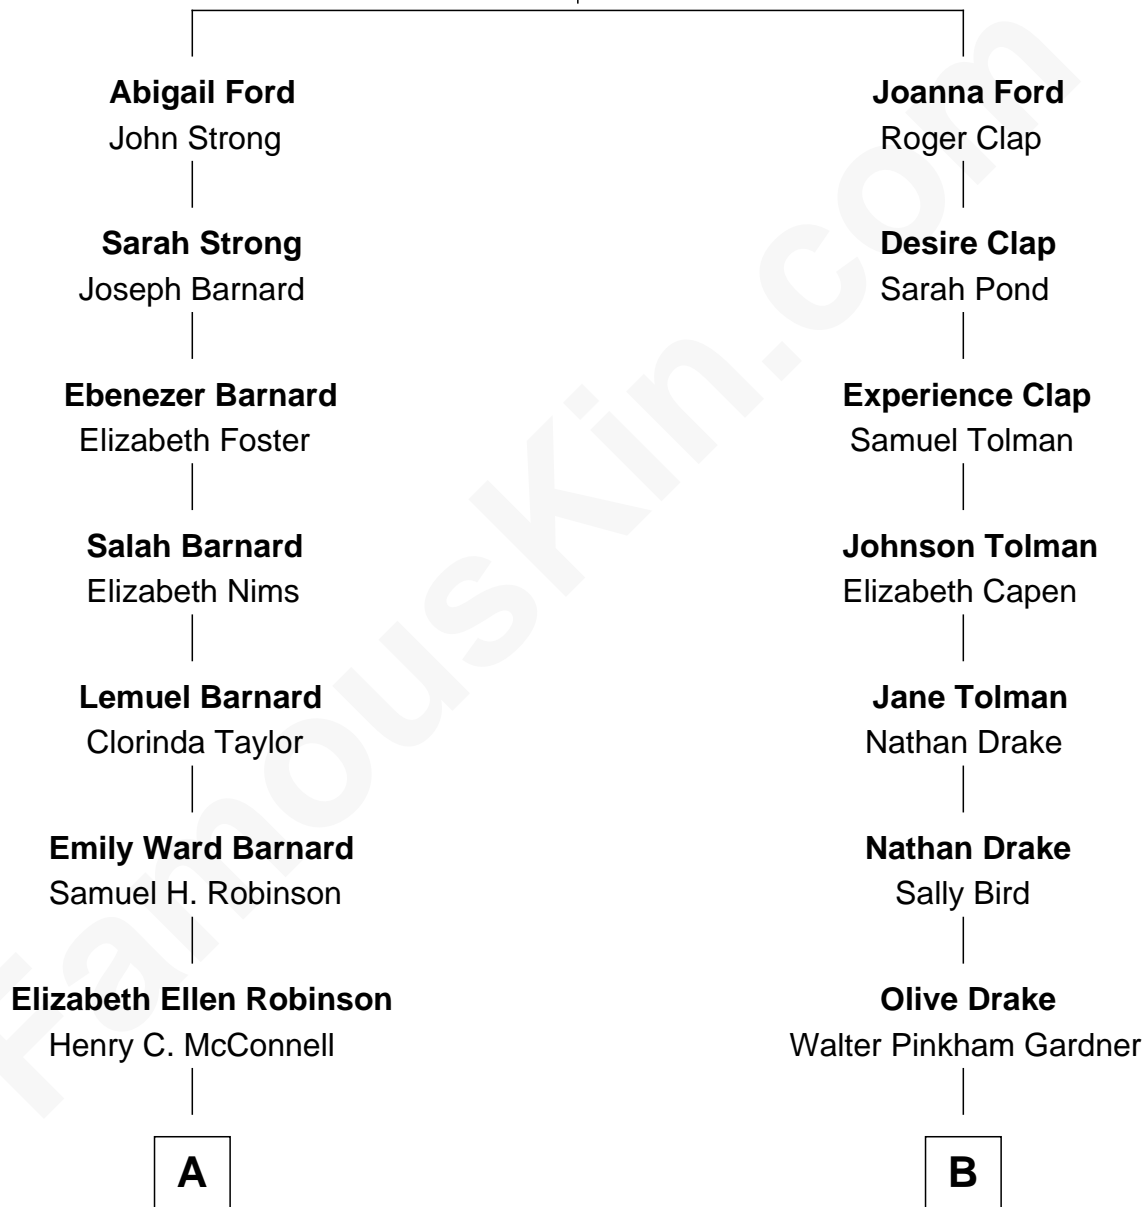 Abigail Ford
John Strong
Joanna Ford
Roger Clap
Sarah Strong
Joseph Barnard
Desire Clap
Sarah Pond
Ebenezer Barnard
Elizabeth Foster
Experience Clap
Samuel Tolman
Salah Barnard
Elizabeth Nims
Johnson Tolman
Elizabeth Capen
Lemuel Barnard
Clorinda Taylor
Jane Tolman
Nathan Drake
Emily Ward Barnard
Samuel H. Robinson
Nathan Drake
Sally Bird
Elizabeth Ellen Robinson
Henry C. McConnell
Olive Drake
Walter Pinkham Gardner
A
B
FamousKin.com